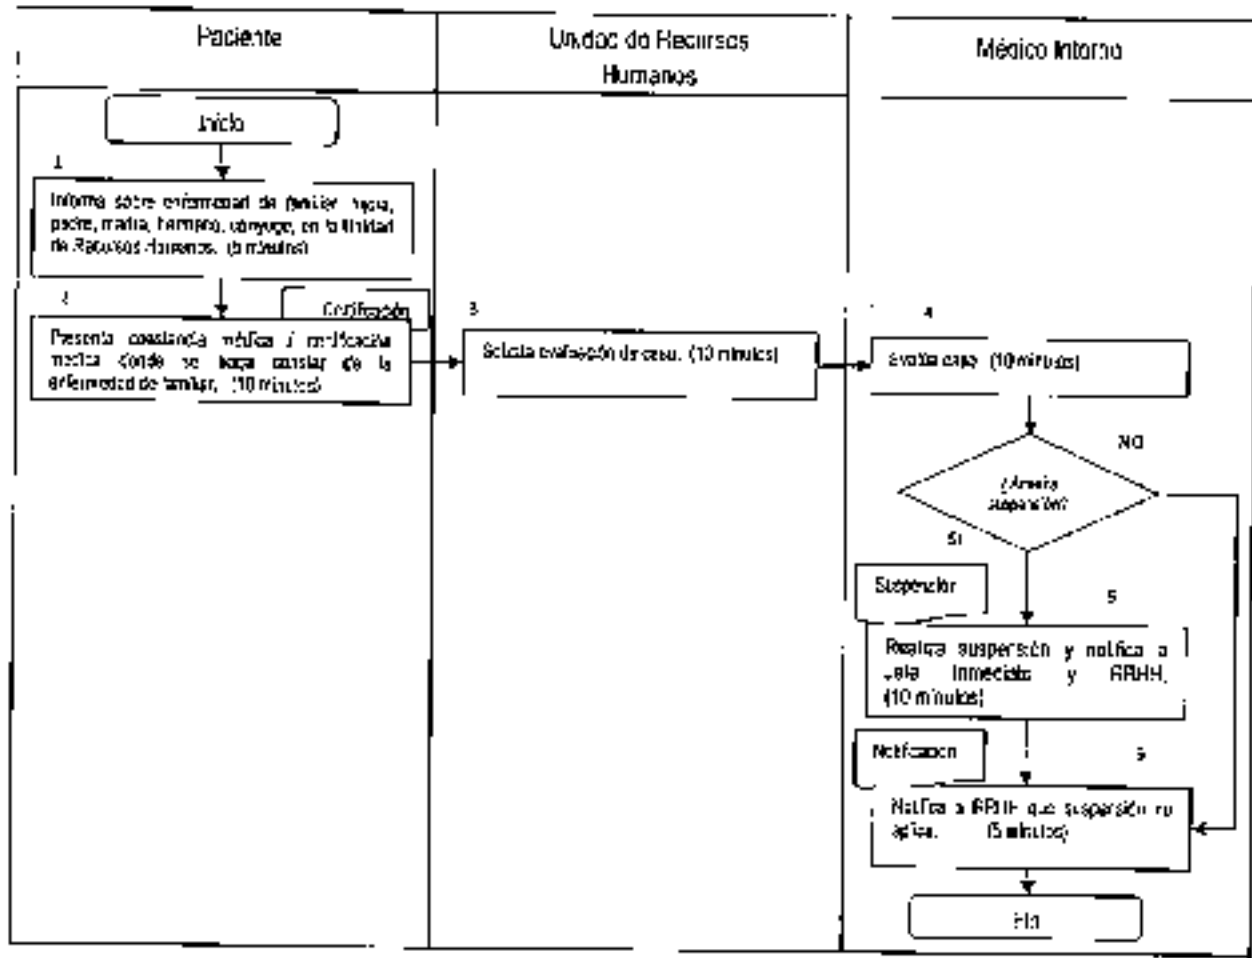 Paciente
Unidad de Recursos
Humanos
Médico Interno
Inicio
1
Informa sobre enfermedad de familiar
padre, madre, hermano, cónyuge, en la Unidad
de Recursos Humanos. (5 minutos)
2
Certificación
Presenta constancia médica / certificación
médica donde se haga constar de la
enfermedad de familiar. (10 minutos)
3
Solicita evaluación de caso. (10 minutos)
4
Evalúa caso (10 minutos)
NO
¿Amerita
suspensión?
SI
Suspensión
5
Realiza suspensión y notifica a
Jefe Inmediato y RRHH.
(10 minutos)
Notificación
Notifica a RRHH que suspensión no
aplica. (5 minutos)
Fin